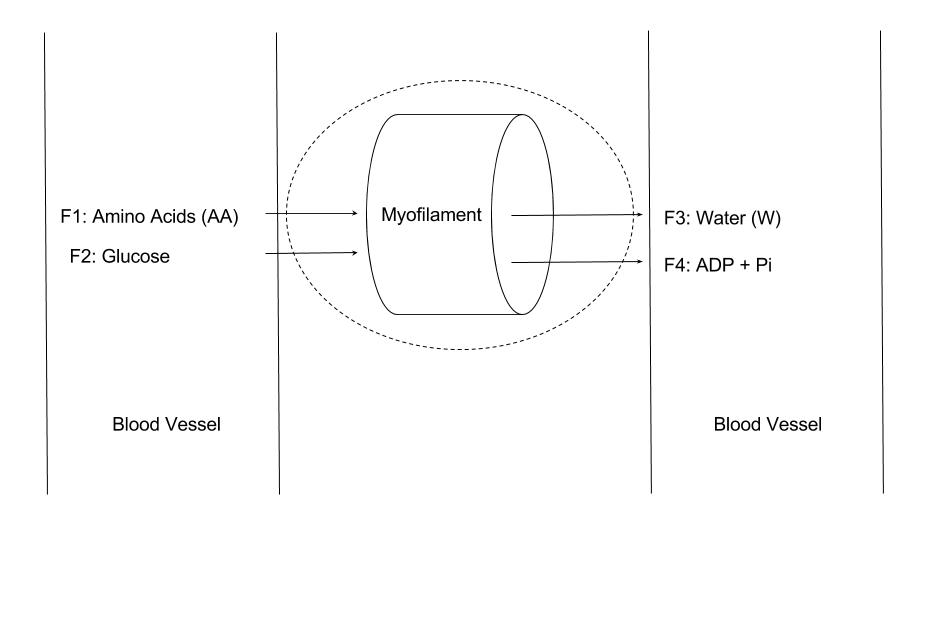 F1: Amino Acids (AA)
F2: Glucose
Myofilament
F3: Water (W)
F4: ADP + Pi
Blood Vessel
Blood Vessel